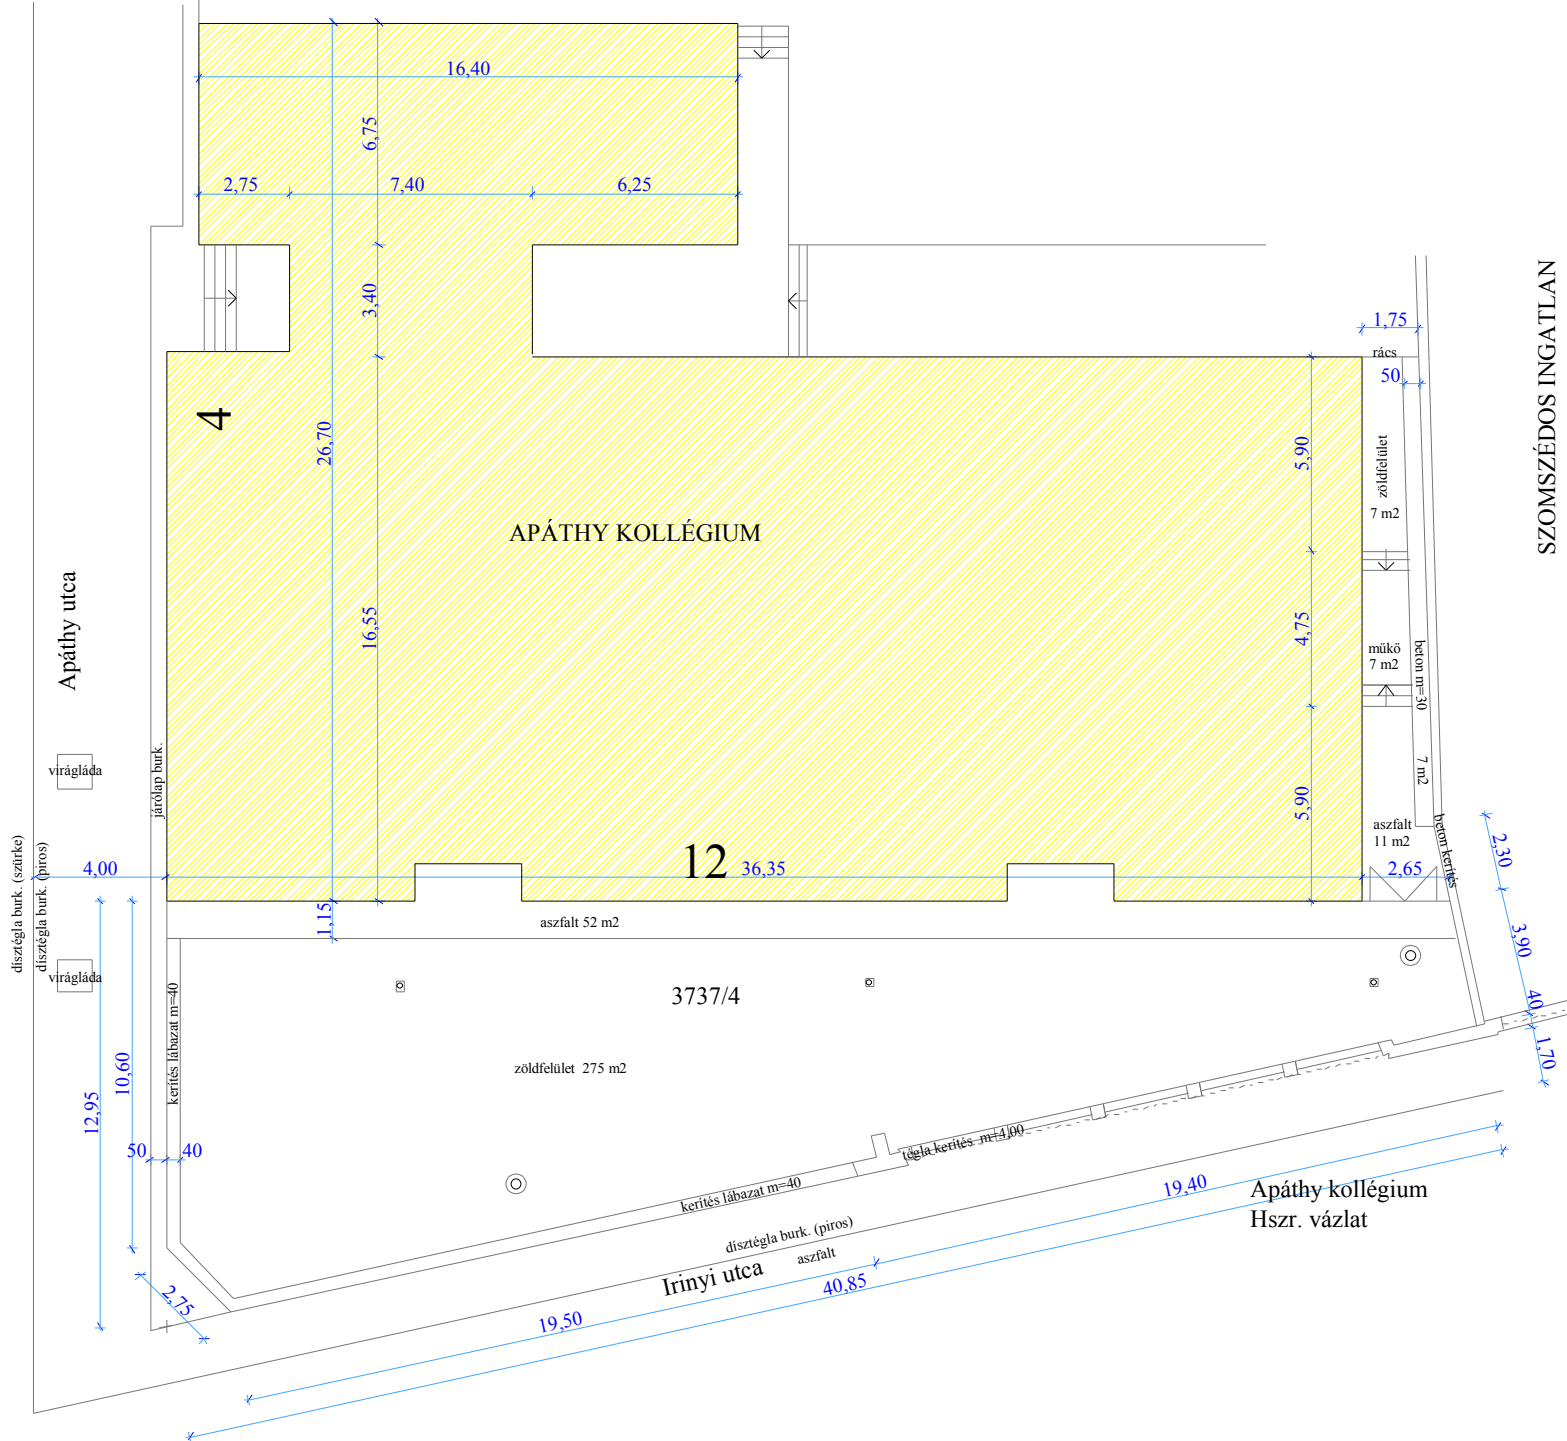 16,40
6,75
2,75
7,40
6,25
3,40
1,75
rács
50
SZOMSZÉDOS INGATLAN
4
26,70
5,90
zöldfelület
7 m2
APÁTHY KOLLÉGIUM
Apáthy utca
16,55
4,75
műkő
7 m2
beton m=30
7 m2
virágláda
járólap burk.
5,90
aszfalt
11 m2
beton kerítés
2,30
dísztégla burk. (szürke)
dísztégla burk. (piros)
4,00
12
36,35
2,65
1,15
aszfalt 52 m2
3,90
virágláda
kerítés lábazat m=40
3737/4
40
1,70
zöldfelület 275 m2
10,60
12,95
50
40
tégla kerítés m=4,00
kerítés lábazat m=40
19,40
Apáthy kollégium
Hszr. vázlat
dísztégla burk. (piros)
aszfalt
Irinyi utca
40,85
2,75
19,50